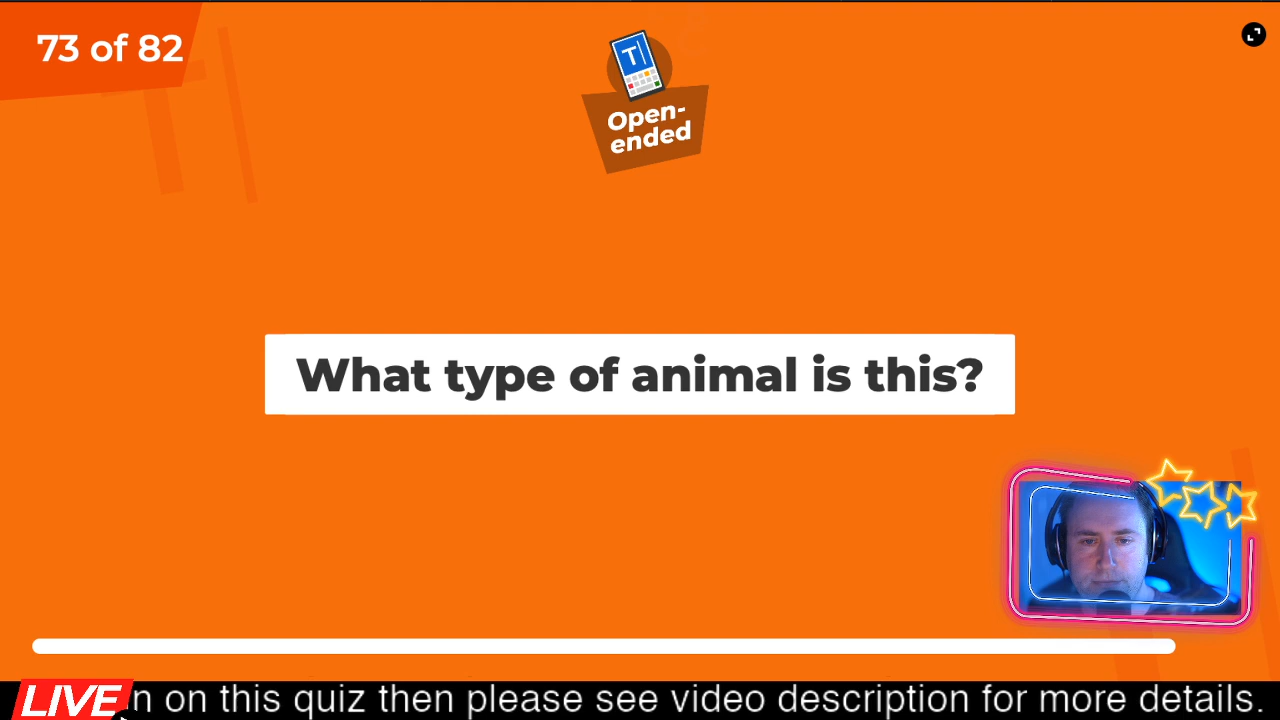 73 of 82
T
Open-
ended
What type of animal is this?
LIVE
n on this quiz then please see video description for more details.